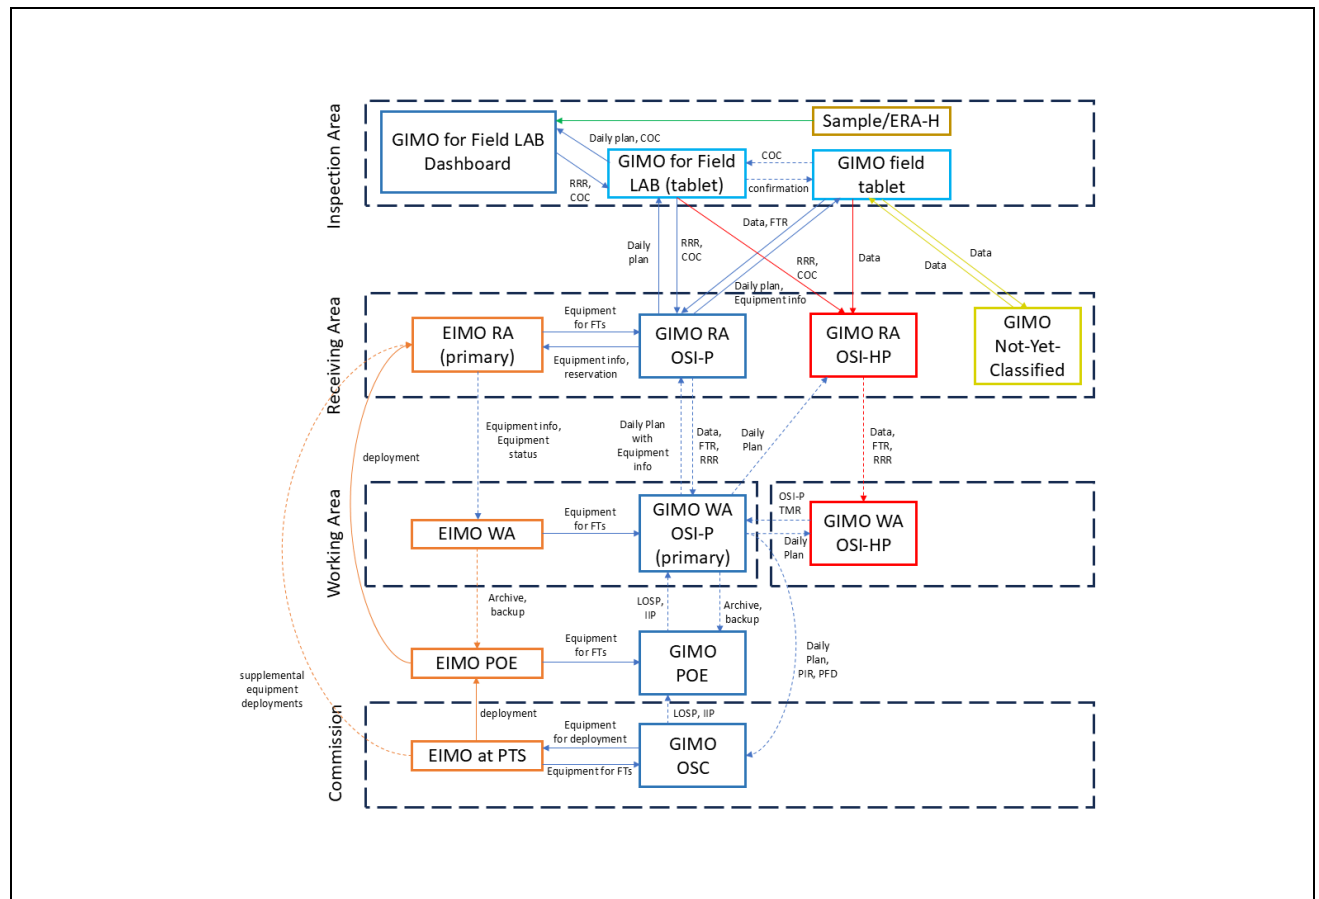 Inspection Area
GIMO for Field LAB
Dashboard
Sample/ERA-H
Daily plan, COC
GIMO for Field
LAB (tablet)
COC
confirmation
GIMO field
tablet
RRR,
COC
Daily
plan
RRR,
COC
Data, FTR
Daily plan,
Equipment info
RRR,
COC
Data
Data
Data
Receiving Area
EIMO RA
(primary)
Equipment
for FTs
Equipment info,
reservation
GIMO RA
OSI-P
GIMO RA
OSI-HP
GIMO
Not-Yet-
Classified
deployment
Equipment info,
Equipment
status
Daily Plan
with
Equipment
info
Data,
FTR,
RRR
Daily
Plan
Data,
FTR,
RRR
Working Area
EIMO WA
Equipment
for FTs
GIMO WA
OSI-P
(primary)
OSI-P
TMR
Daily
Plan
GIMO WA
OSI-HP
Archive,
backup
LOSP,
IIP
Archive,
backup
EIMO POE
Equipment
for FTs
GIMO
POE
Daily
Plan,
PIR, PFD
supplemental
equipment
deployments
Commission
deployment
LOSP, IIP
EIMO at PTS
Equipment
for deployment
Equipment for FTs
GIMO
OSC